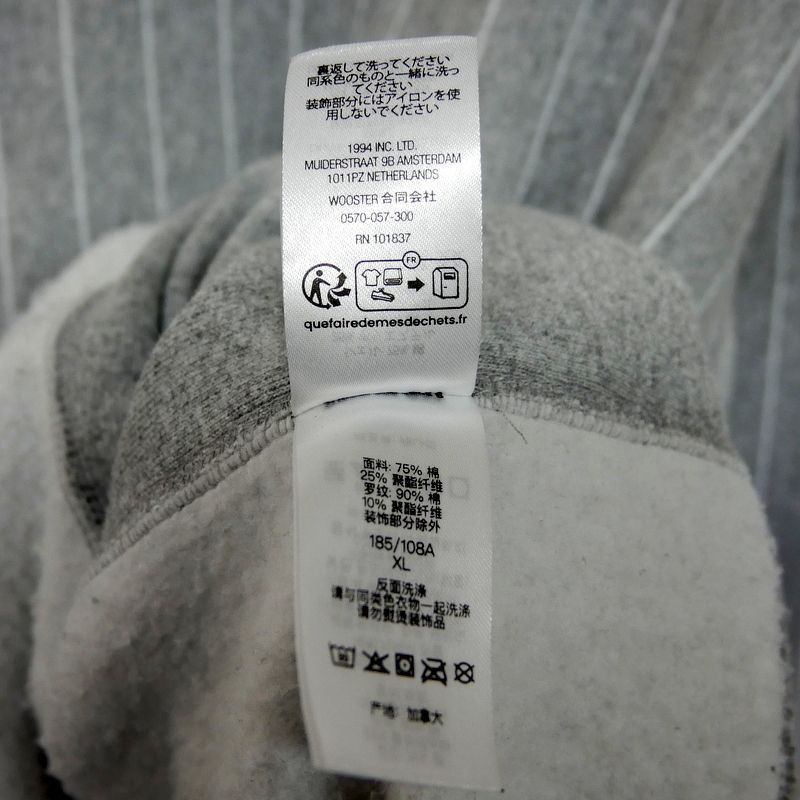 裏返して洗ってください
同系色のものと一緒に洗っ
てください
装飾部分にはアイロンを使
用しないでください
1994 INC. LTD.
MUIDERSTRAAT 9B AMSTERDAM
1011PZ NETHERLANDS
WOOSTER 合同会社
0570-057-300
RN 101837
FR
quefairedemesdechets.fr
面料: 75% 棉
25% 聚酯纤维
罗纹: 90% 棉
10% 聚酯纤维
装饰部分除外
185/108A
XL
反面洗涤
请与同类色衣物一起洗涤
请勿熨烫装饰品
产地: 加拿大